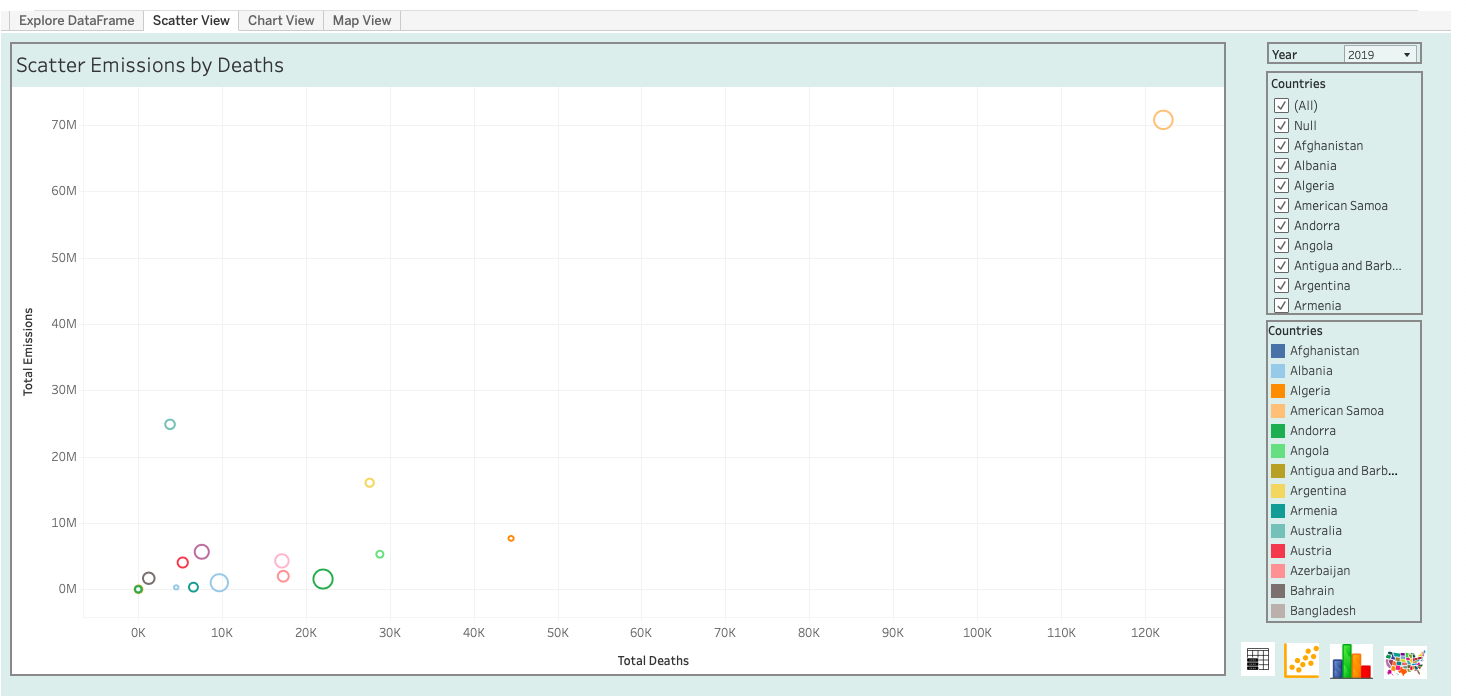 Explore DataFrame
Scatter View
Chart View
Map View
Scatter Emissions by Deaths
70M
60M
50M
40M
30M
20M
10M
0M
Total Emissions
0K
10K
20K
30K
40K
50K
60K
70K
80K
90K
100K
110K
120K
Total Deaths
Year
2019
Countries
(All)
Null
Afghanistan
Albania
Algeria
American Samoa
Andorra
Angola
Antigua and Barb...
Argentina
Armenia
Countries
Afghanistan
Albania
Algeria
American Samoa
Andorra
Angola
Antigua and Barb...
Argentina
Armenia
Australia
Austria
Azerbaijan
Bahrain
Bangladesh